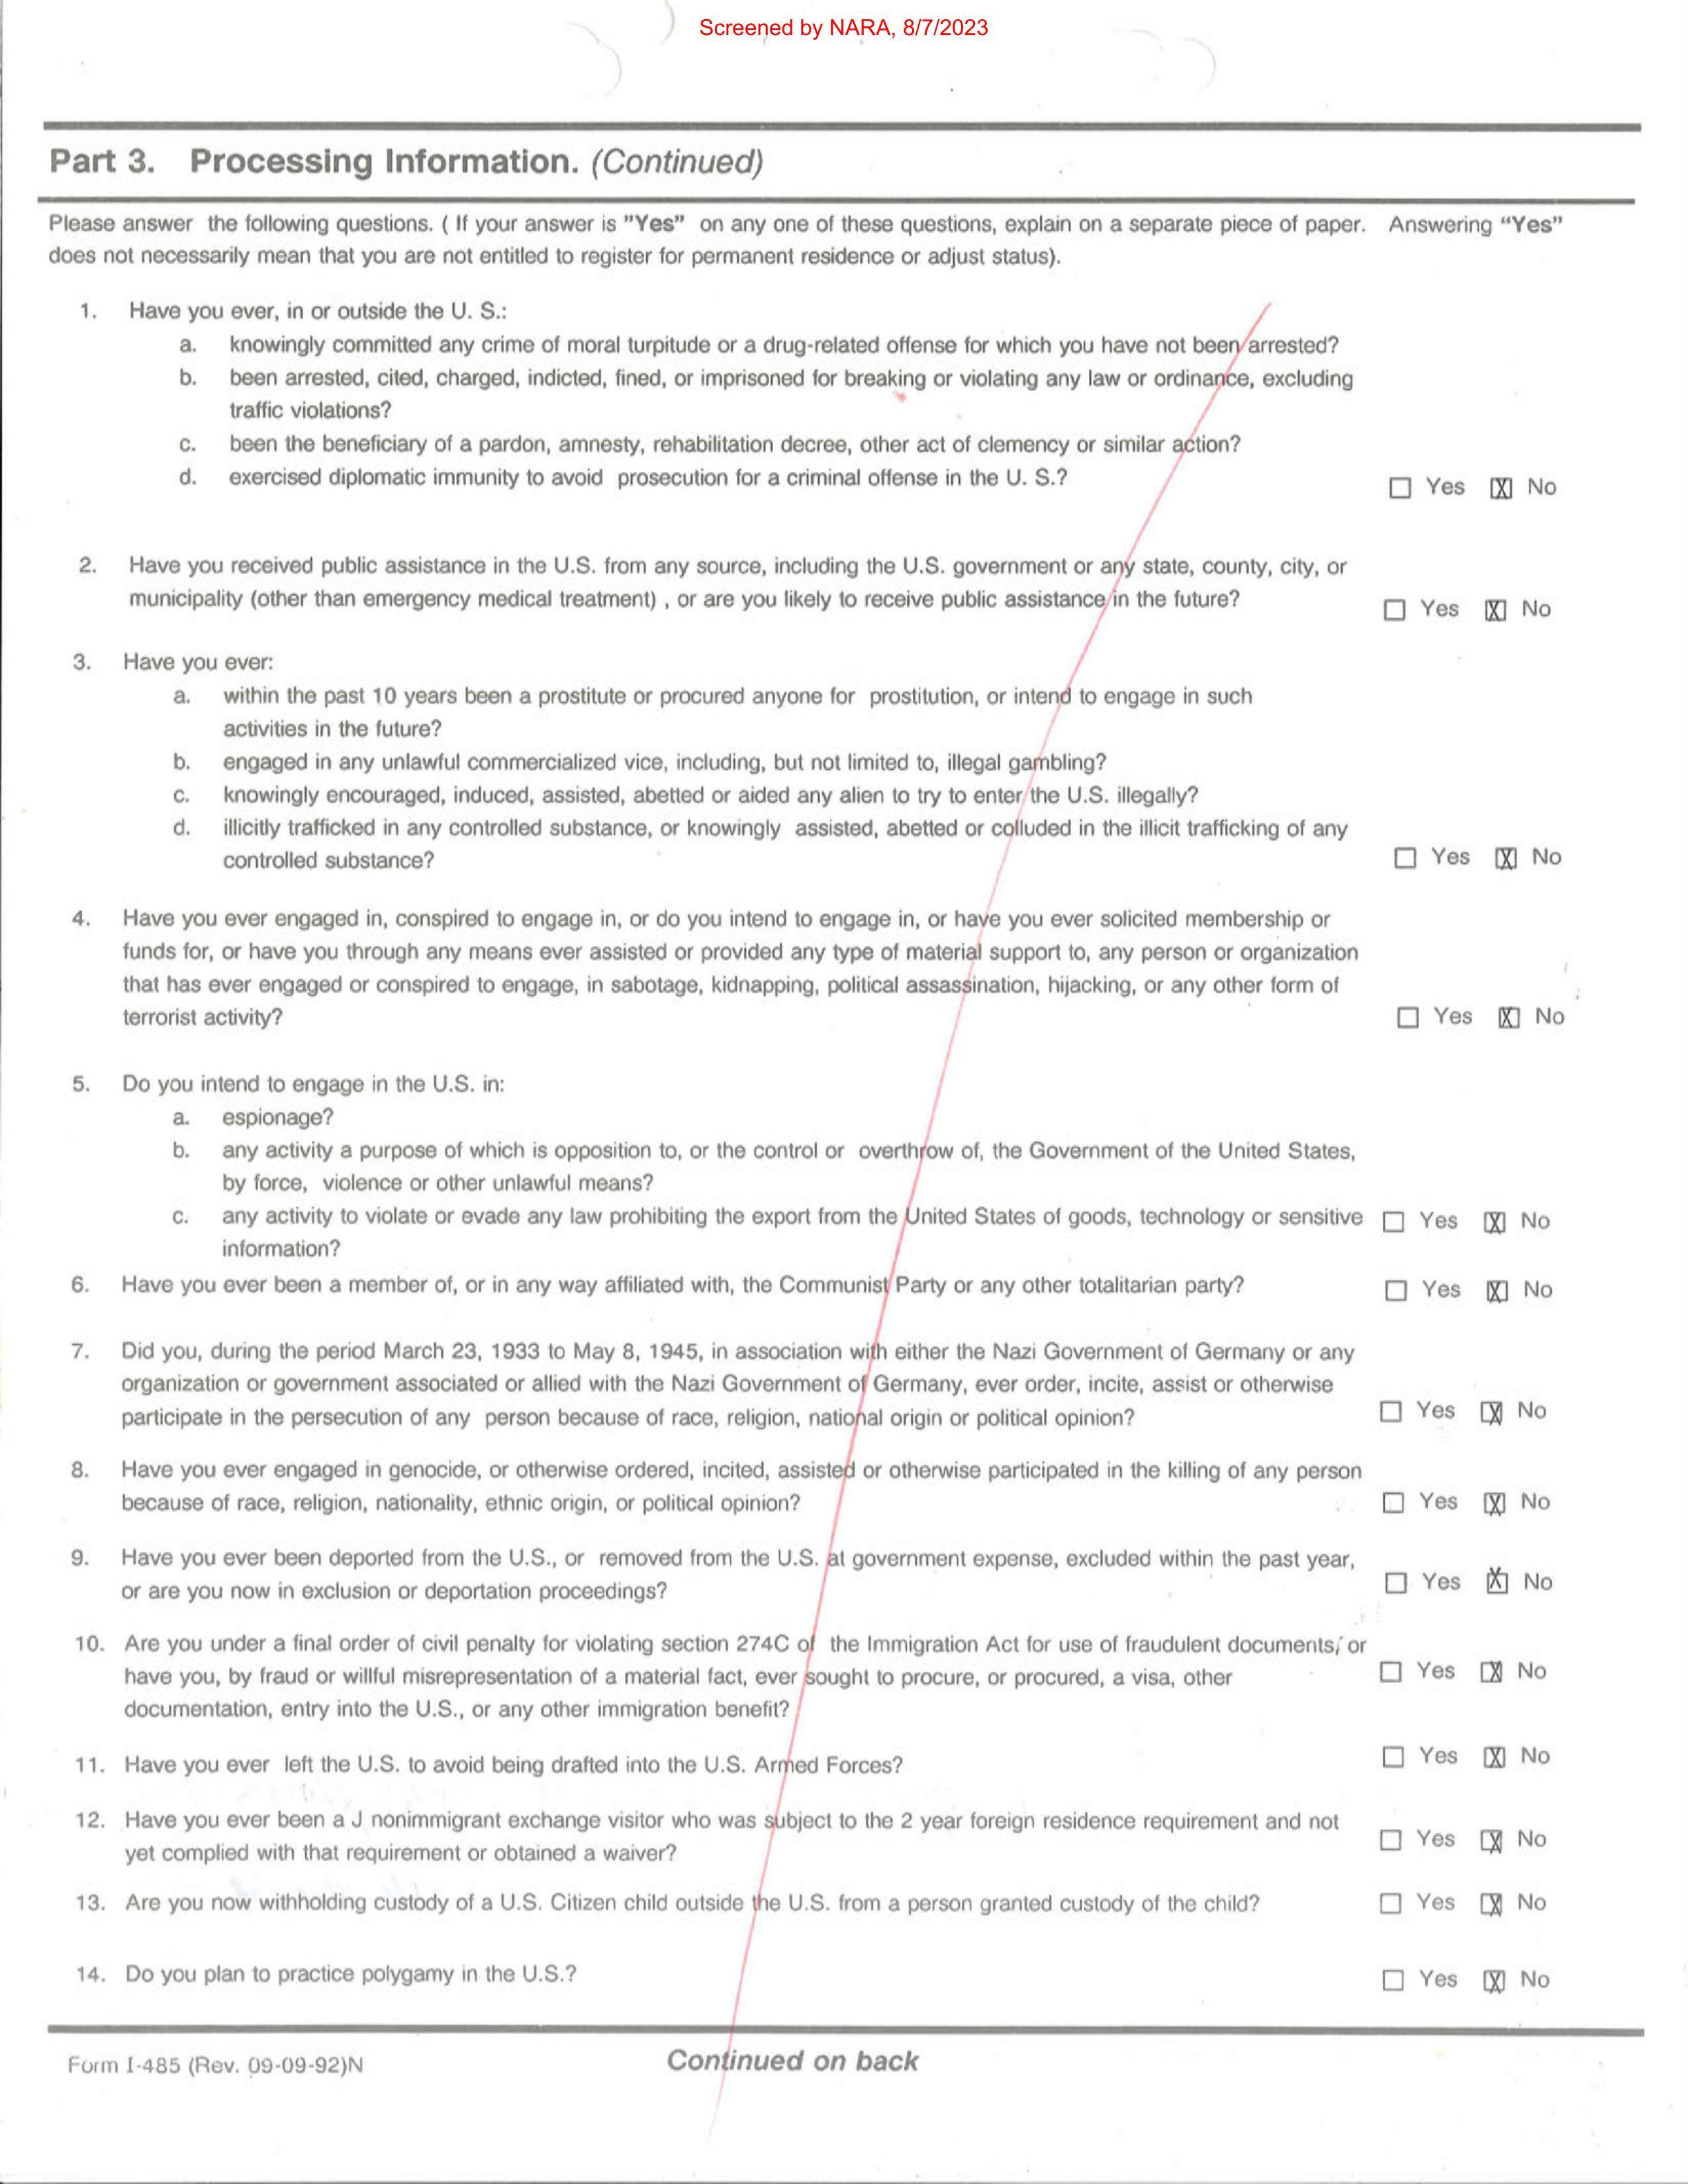 Screened by NARA, 8/7/2023
Part 3. Processing Information. (Continued)
Please answer the following questions. ( If your answer is "Yes" on any one of these questions, explain on a separate piece of paper. Answering "Yes"
does not necessarily mean that you are not entitled to register for permanent residence or adjust status).
1. Have you ever, in or outside the U. S.:
a. knowingly committed any crime of moral turpitude or a drug-related offense for which you have not been arrested?
b. been arrested, cited, charged, indicted, fined, or imprisoned for breaking or violating any law or ordinance, excluding
traffic violations?
c. been the beneficiary of a pardon, amnesty, rehabilitation decree, other act of clemency or similar action?
d. exercised diplomatic immunity to avoid prosecution for a criminal offense in the U. S.? ☐ Yes ☒ No
2. Have you received public assistance in the U.S. from any source, including the U.S. government or any state, county, city, or
municipality (other than emergency medical treatment) , or are you likely to receive public assistance in the future? ☐ Yes ☒ No
3. Have you ever:
a. within the past 10 years been a prostitute or procured anyone for prostitution, or intend to engage in such
activities in the future?
b. engaged in any unlawful commercialized vice, including, but not limited to, illegal gambling?
c. knowingly encouraged, induced, assisted, abetted or aided any alien to try to enter the U.S. illegally?
d. illicitly trafficked in any controlled substance, or knowingly assisted, abetted or colluded in the illicit trafficking of any
controlled substance? ☐ Yes ☒ No
4. Have you ever engaged in, conspired to engage in, or do you intend to engage in, or have you ever solicited membership or
funds for, or have you through any means ever assisted or provided any type of material support to, any person or organization
that has ever engaged or conspired to engage, in sabotage, kidnapping, political assassination, hijacking, or any other form of
terrorist activity? ☐ Yes ☒ No
5. Do you intend to engage in the U.S. in:
a. espionage?
b. any activity a purpose of which is opposition to, or the control or overthrow of, the Government of the United States,
by force, violence or other unlawful means?
c. any activity to violate or evade any law prohibiting the export from the United States of goods, technology or sensitive ☐ Yes ☒ No
information?
6. Have you ever been a member of, or in any way affiliated with, the Communist Party or any other totalitarian party? ☐ Yes ☒ No
7. Did you, during the period March 23, 1933 to May 8, 1945, in association with either the Nazi Government of Germany or any
organization or government associated or allied with the Nazi Government of Germany, ever order, incite, assist or otherwise
participate in the persecution of any person because of race, religion, national origin or political opinion? ☐ Yes ☒ No
8. Have you ever engaged in genocide, or otherwise ordered, incited, assisted or otherwise participated in the killing of any person
because of race, religion, nationality, ethnic origin, or political opinion? ☐ Yes ☒ No
9. Have you ever been deported from the U.S., or removed from the U.S. at government expense, excluded within the past year,
or are you now in exclusion or deportation proceedings? ☐ Yes ☒ No
10. Are you under a final order of civil penalty for violating section 274C of the Immigration Act for use of fraudulent documents, or
have you, by fraud or willful misrepresentation of a material fact, ever sought to procure, or procured, a visa, other ☐ Yes ☒ No
documentation, entry into the U.S., or any other immigration benefit?
11. Have you ever left the U.S. to avoid being drafted into the U.S. Armed Forces? ☐ Yes ☒ No
12. Have you ever been a J nonimmigrant exchange visitor who was subject to the 2 year foreign residence requirement and not
yet complied with that requirement or obtained a waiver? ☐ Yes ☒ No
13. Are you now withholding custody of a U.S. Citizen child outside the U.S. from a person granted custody of the child? ☐ Yes ☒ No
14. Do you plan to practice polygamy in the U.S.? ☐ Yes ☒ No
Form I-485 (Rev. 09-09-92)N Continued on back